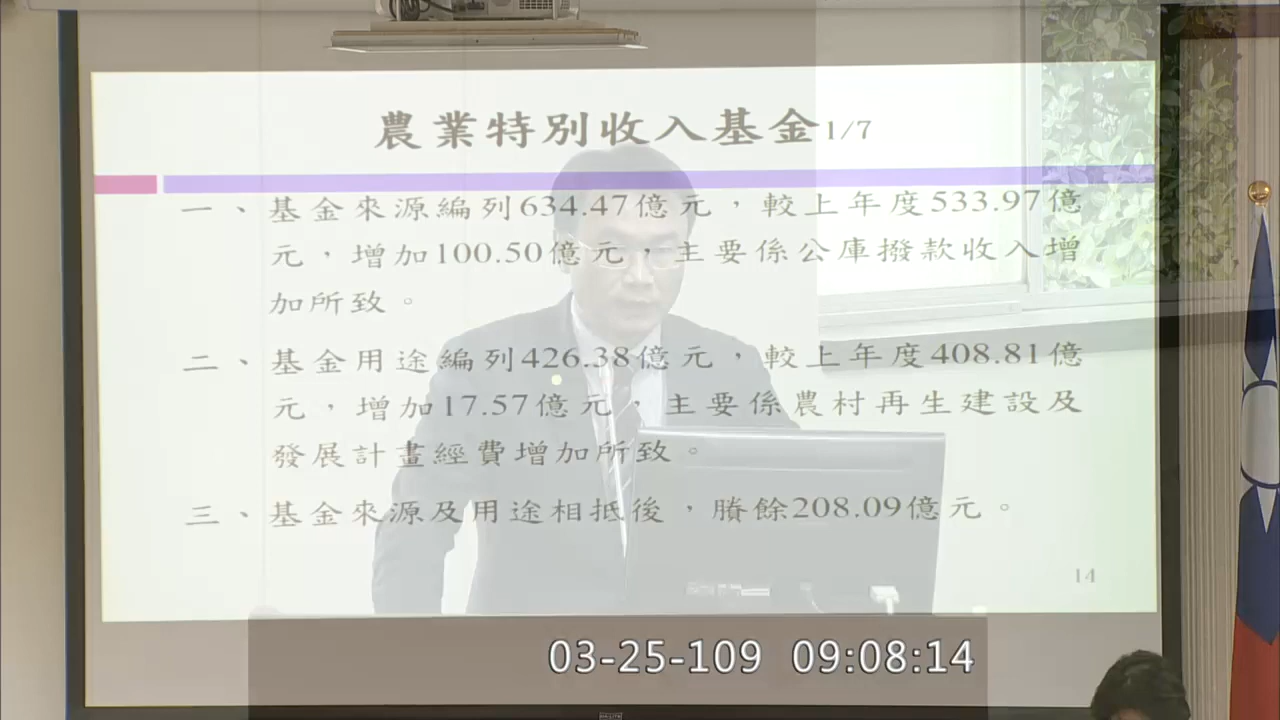 農業特別收入基金1/7
一、基金來源編列634.47億元，較上年度533.97億
元，增加100.50億元，主要係公庫撥款收入增
加所致。
二、基金用途編列426.38億元，較上年度408.81億
元，增加17.57億元，主要係農村再生建設及
發展計畫經費增加所致。
三、基金來源及用途相抵後，賸餘208.09億元。
14
03-25-109 09:08:14